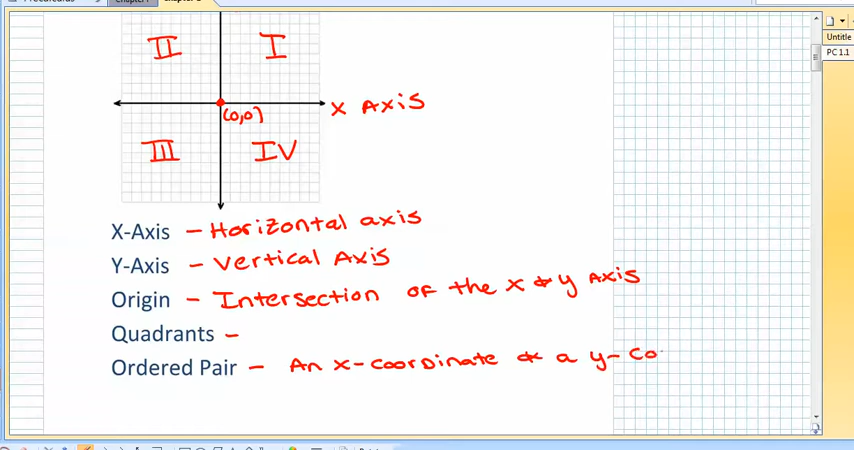 II I
(0,0) X AXIS
III IV
X-Axis – Horizontal axis
Y-Axis – Vertical Axis
Origin – Intersection of the x & y AXIS
Quadrants –
Ordered Pair – An x-coordinate & a y-co
Untitle
PC 1.1